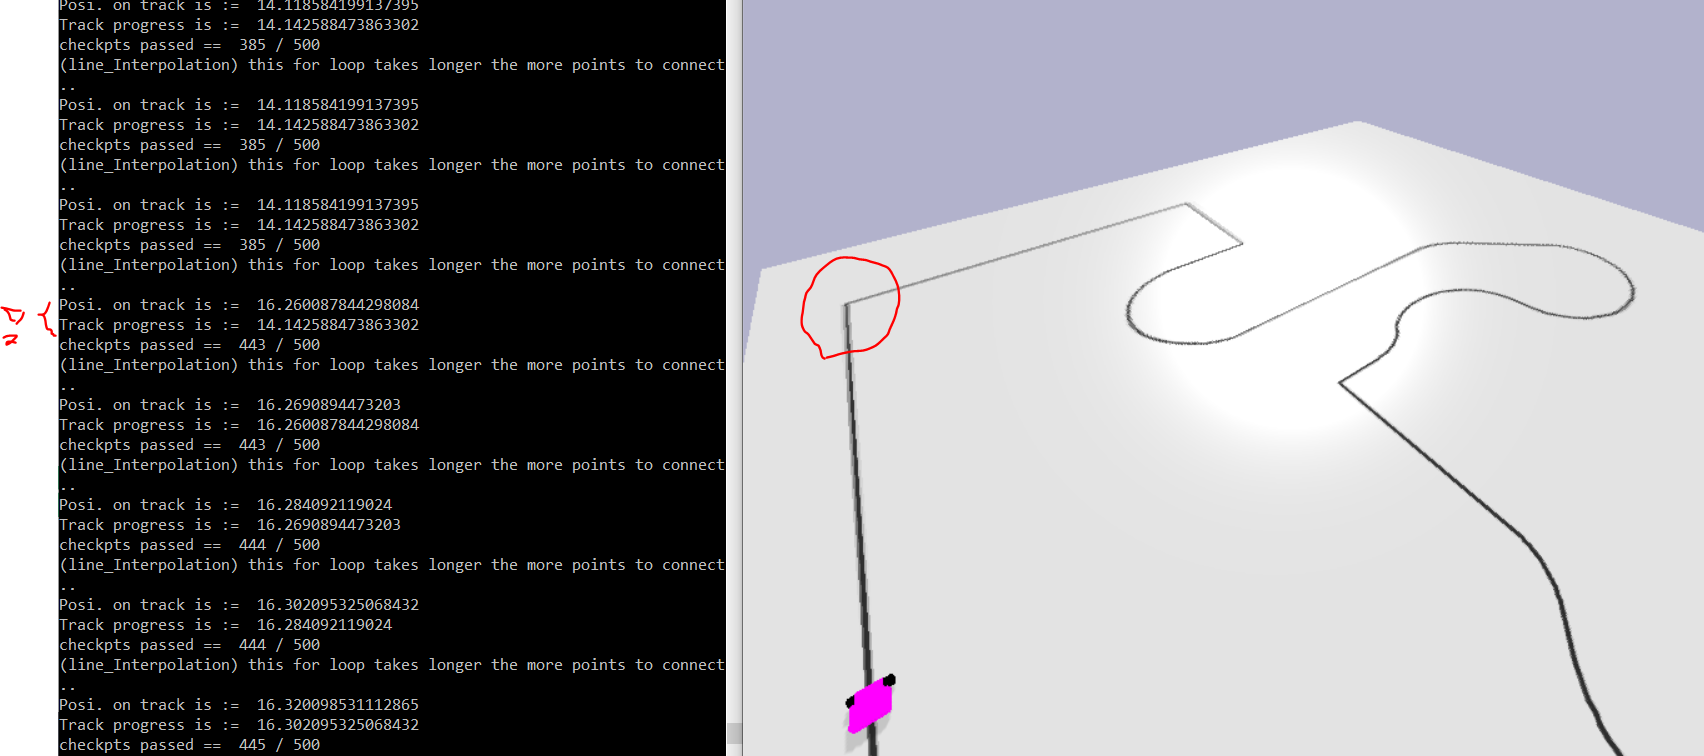 Posi. on track is :=  14.118584199137395
Track progress is :=  14.142588473863302
checkpts passed ==  385 / 500
(line_Interpolation) this for loop takes longer the more points to connect
..
Posi. on track is :=  14.118584199137395
Track progress is :=  14.142588473863302
checkpts passed ==  385 / 500
(line_Interpolation) this for loop takes longer the more points to connect
..
Posi. on track is :=  14.118584199137395
Track progress is :=  14.142588473863302
checkpts passed ==  385 / 500
(line_Interpolation) this for loop takes longer the more points to connect
..
Posi. on track is :=  16.260087844298084
Track progress is :=  14.142588473863302
checkpts passed ==  443 / 500
(line_Interpolation) this for loop takes longer the more points to connect
..
Posi. on track is :=  16.2690894473203
Track progress is :=  16.260087844298084
checkpts passed ==  443 / 500
(line_Interpolation) this for loop takes longer the more points to connect
..
Posi. on track is :=  16.284092119024
Track progress is :=  16.2690894473203
checkpts passed ==  444 / 500
(line_Interpolation) this for loop takes longer the more points to connect
..
Posi. on track is :=  16.302095325068432
Track progress is :=  16.284092119024
checkpts passed ==  444 / 500
(line_Interpolation) this for loop takes longer the more points to connect
..
Posi. on track is :=  16.320098531112865
Track progress is :=  16.302095325068432
checkpts passed ==  445 / 500